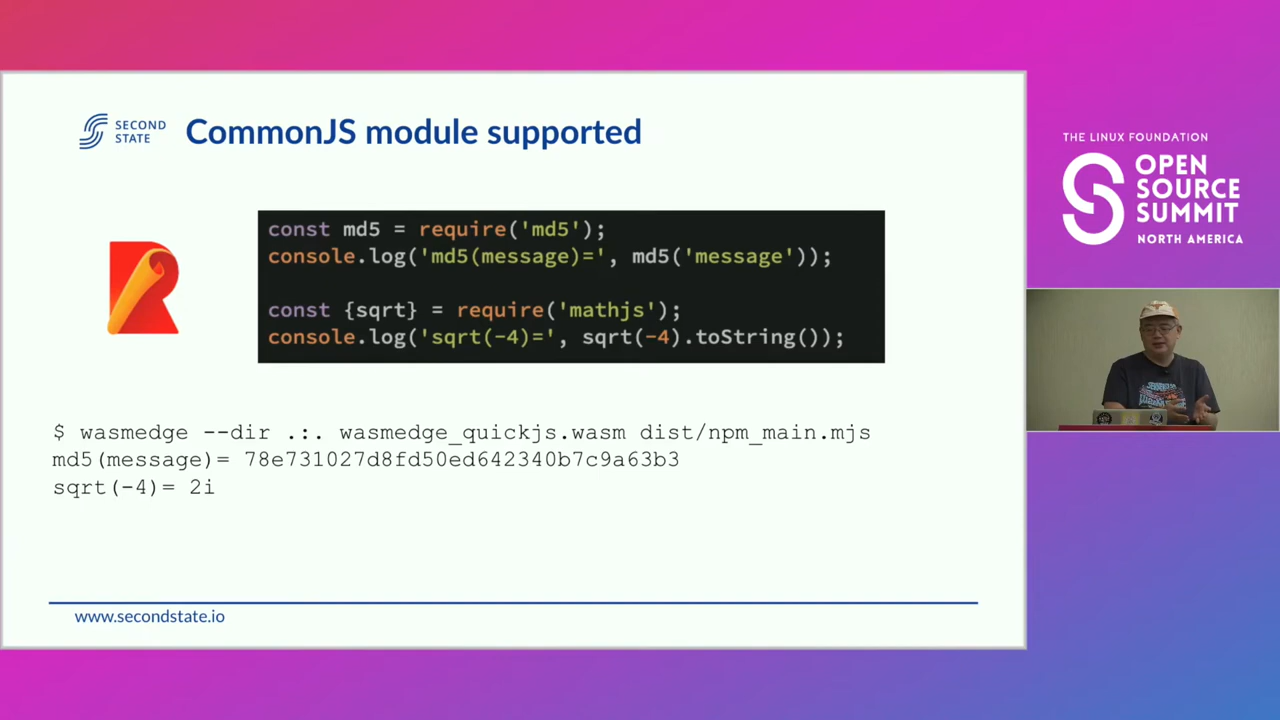 SECOND
STATE
CommonJS module supported
const md5 = require('md5');
console.log('md5(message)=', md5('message'));
const {sqrt} = require('mathjs');
console.log('sqrt(-4)=', sqrt(-4).toString());
$ wasmedge --dir .:. wasmedge_quickjs.wasm dist/npm_main.mjs
md5(message)= 78e731027d8fd50ed642340b7c9a63b3
sqrt(-4)= 2i
www.secondstate.io
THE LINUX FOUNDATION
OPEN
SOURCE
SUMMIT
NORTH AMERICA